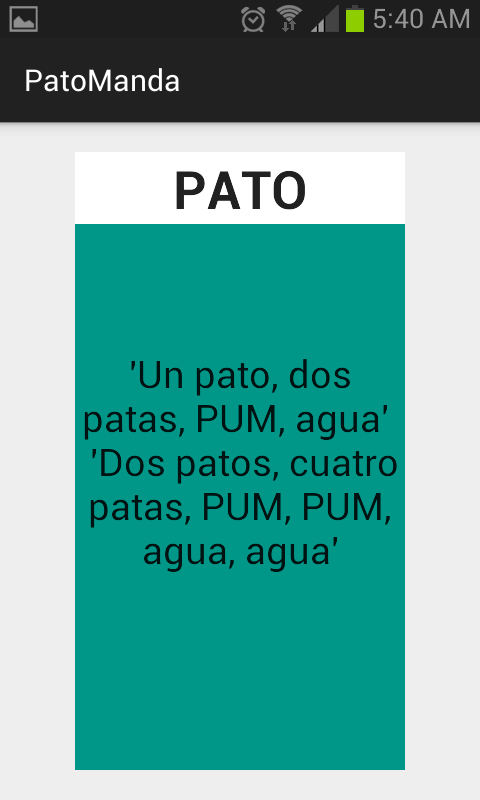 5:40 AM
PatoManda
PATO
'Un pato, dos
patas, PUM, agua'
'Dos patos, cuatro
patas, PUM, PUM,
agua, agua'